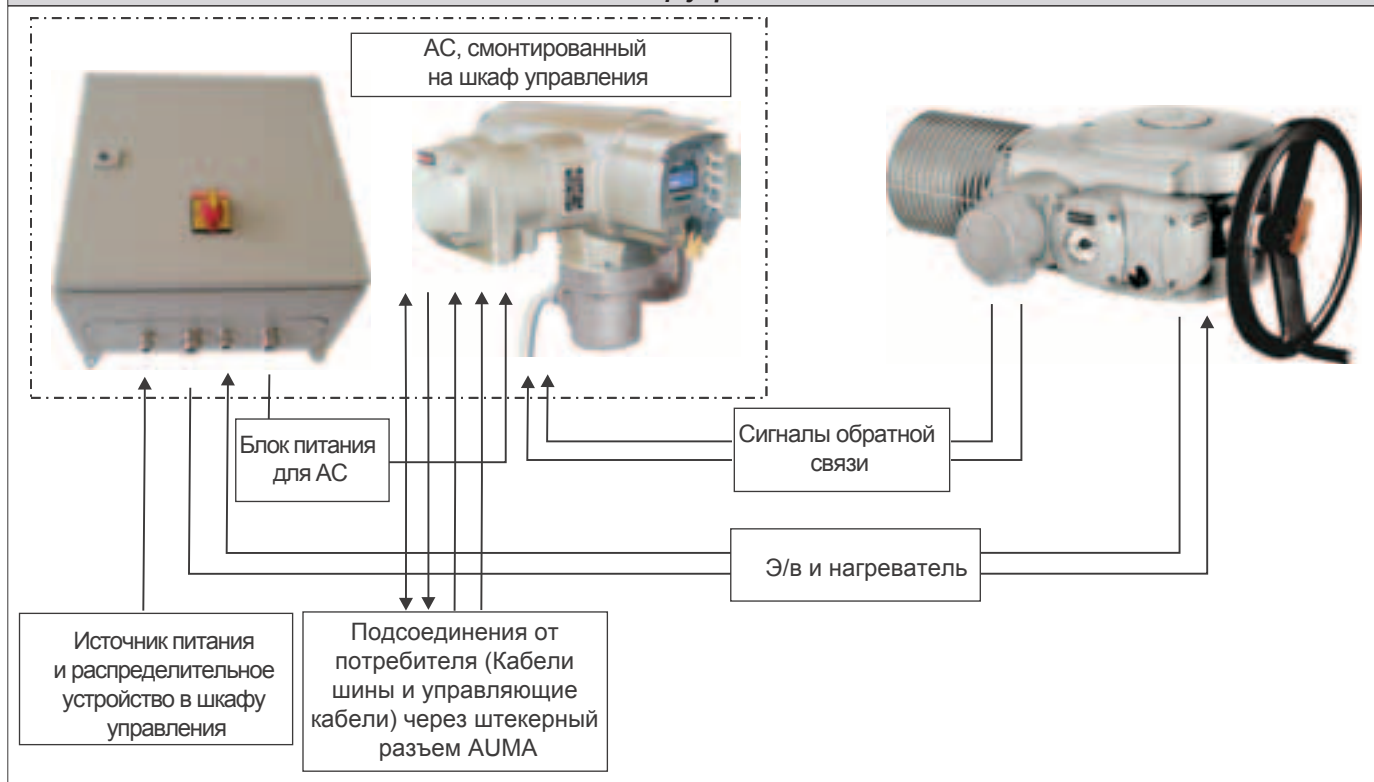 АС, смонтированный
на шкаф управления
Блок питания
для АС
Сигналы обратной
связи
Э/в и нагреватель
Источник питания
и распределительное
устройство в шкафу
управления
Подсоединения от
потребителя (Кабели
шины и управляющие
кабели) через штекерный
разъем AUMA